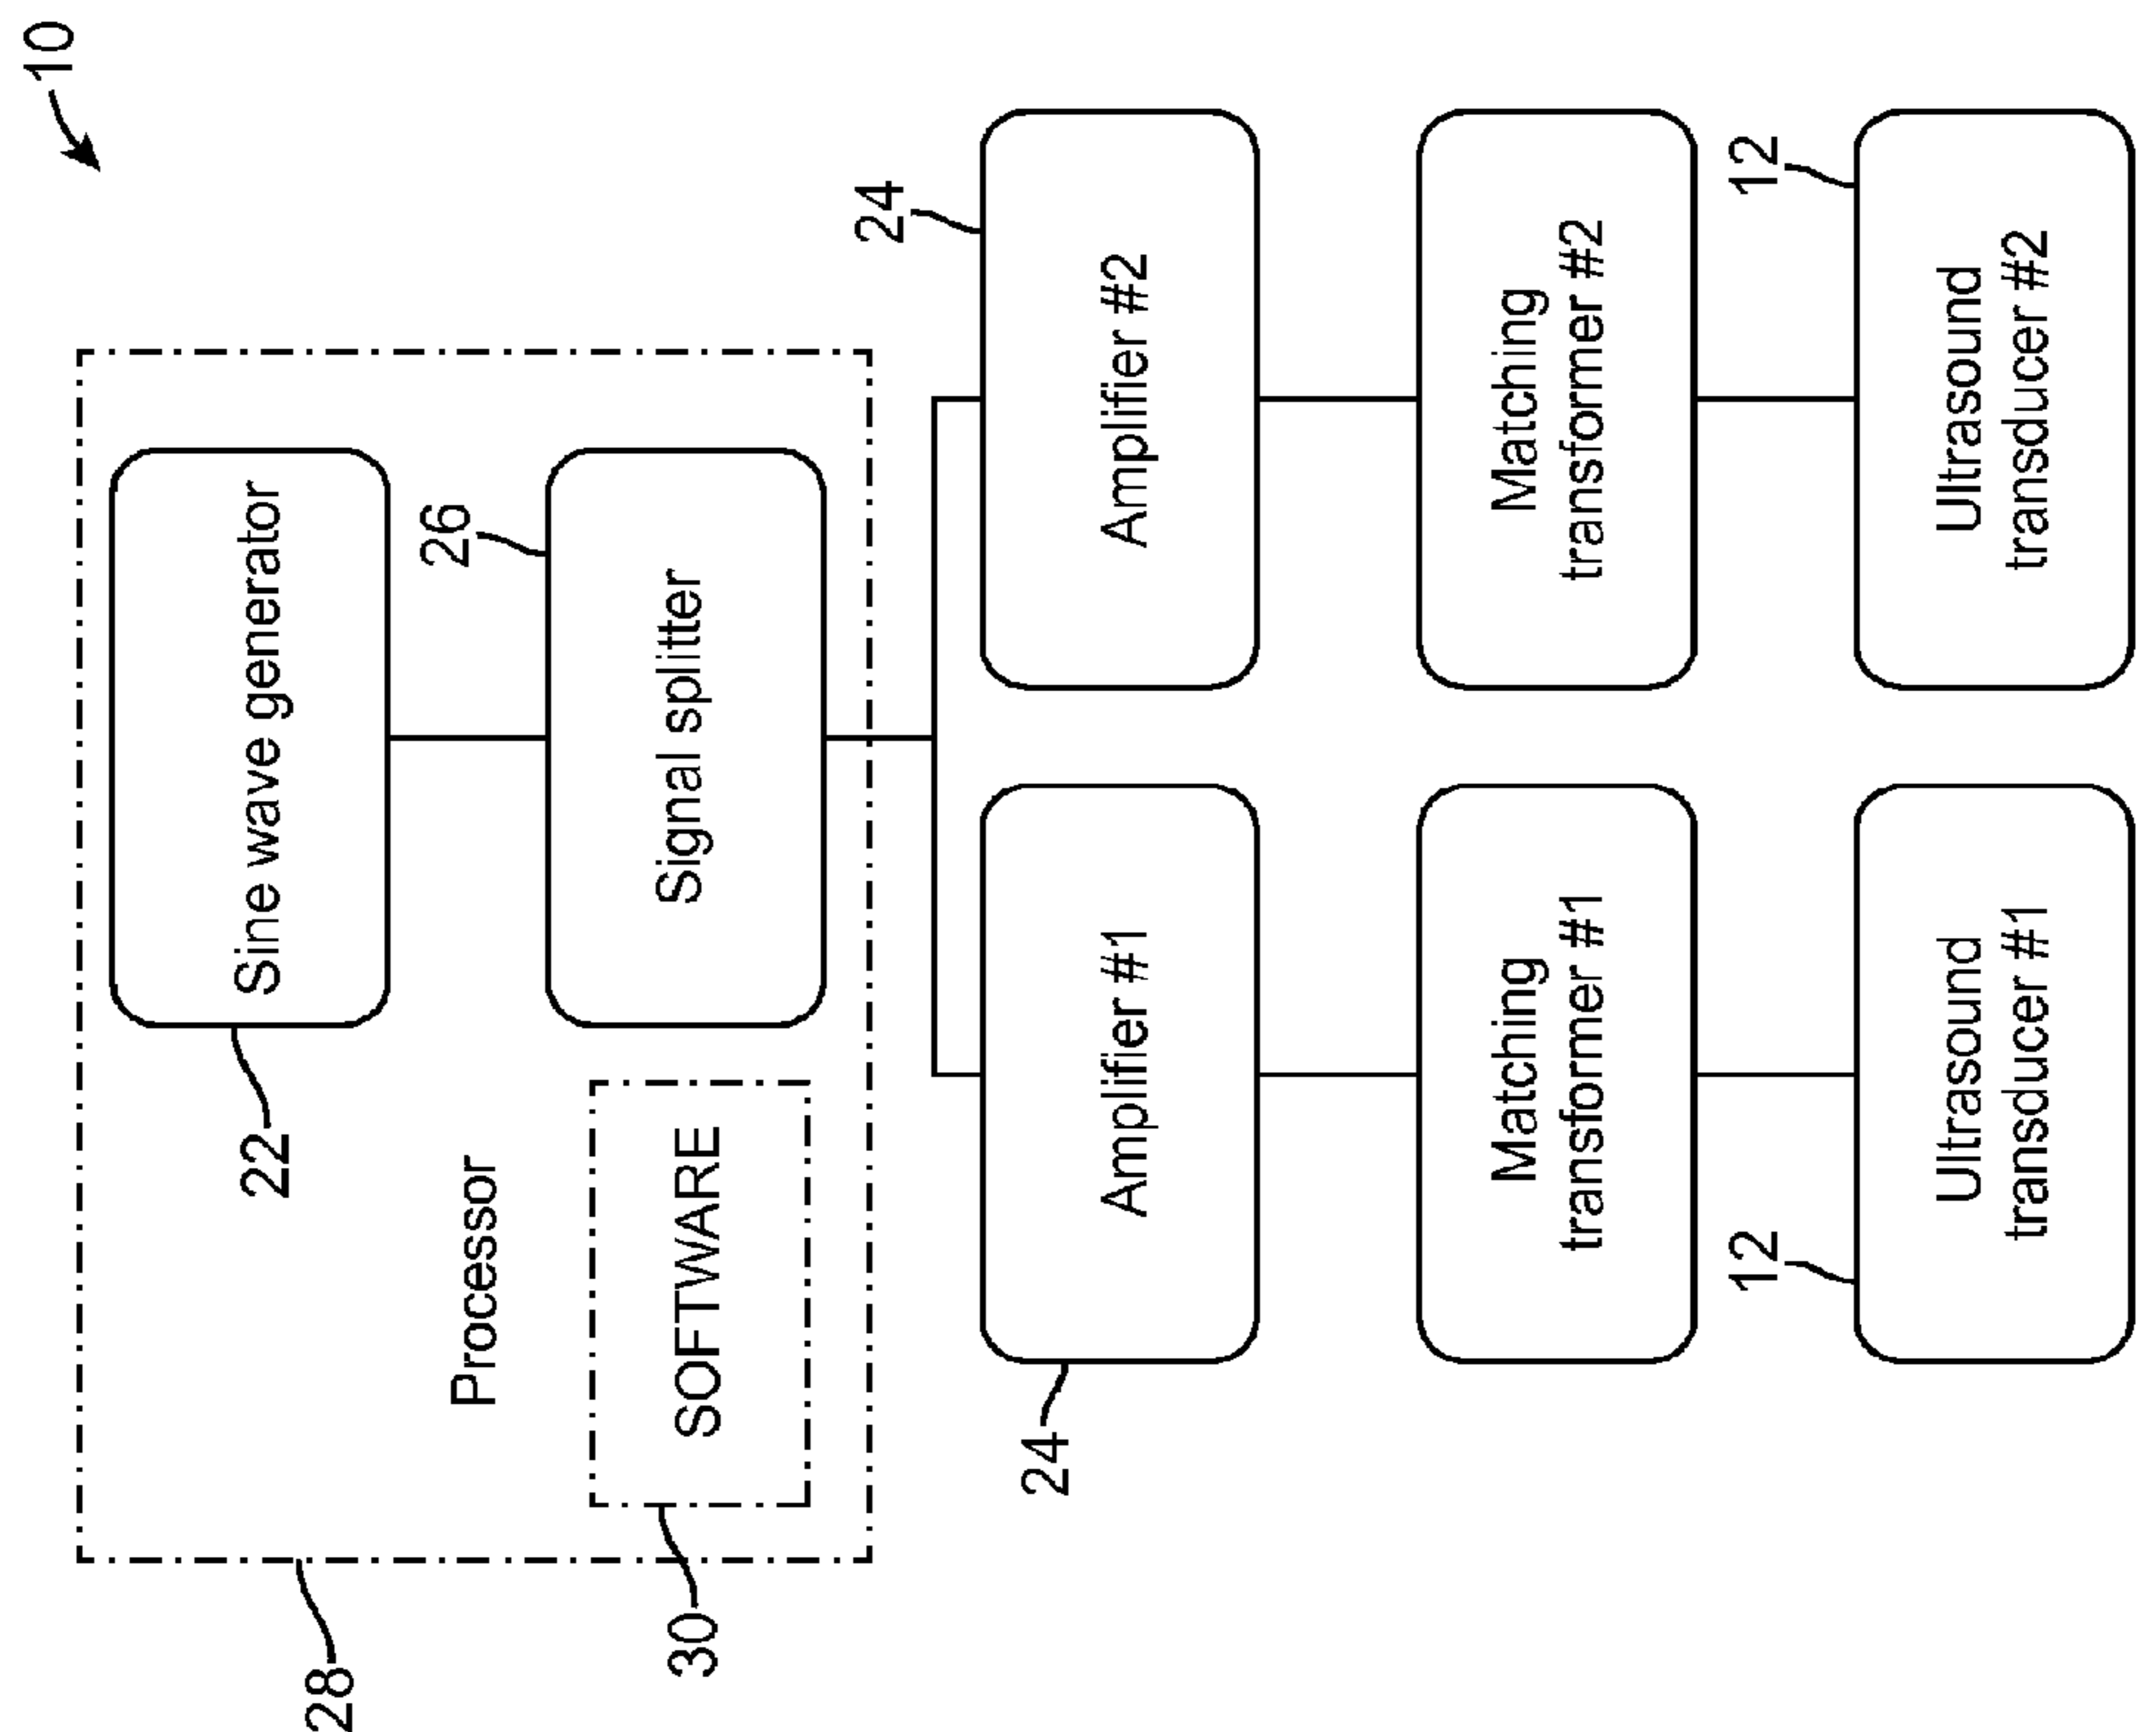 10
Sine wave generator
22
26
Signal splitter
Processor
SOFTWARE
28
30
24
Amplifier #1
24
Amplifier #2
Matching
transformer #1
Matching
transformer #2
12
Ultrasound
transducer #1
12
Ultrasound
transducer #2